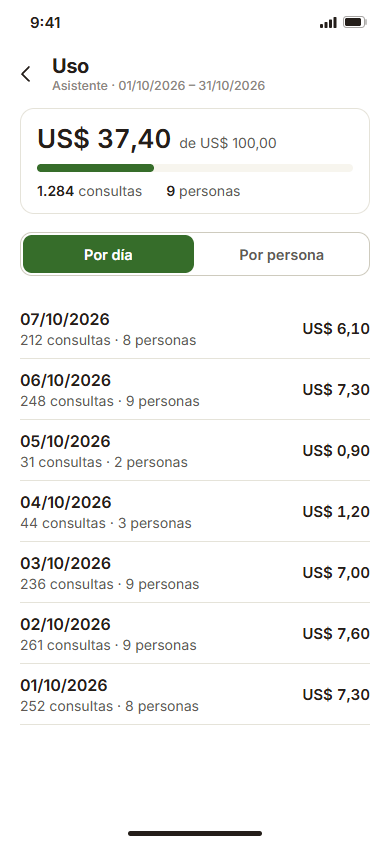 9:41
Uso
Asistente · 01/10/2026 – 31/10/2026
US$ 37,40 de US$ 100,00
1.284 consultas 9 personas
Por día Por persona
07/10/2026
212 consultas · 8 personas
US$ 6,10
06/10/2026
248 consultas · 9 personas
US$ 7,30
05/10/2026
31 consultas · 2 personas
US$ 0,90
04/10/2026
44 consultas · 3 personas
US$ 1,20
03/10/2026
236 consultas · 9 personas
US$ 7,00
02/10/2026
261 consultas · 9 personas
US$ 7,60
01/10/2026
252 consultas · 8 personas
US$ 7,30